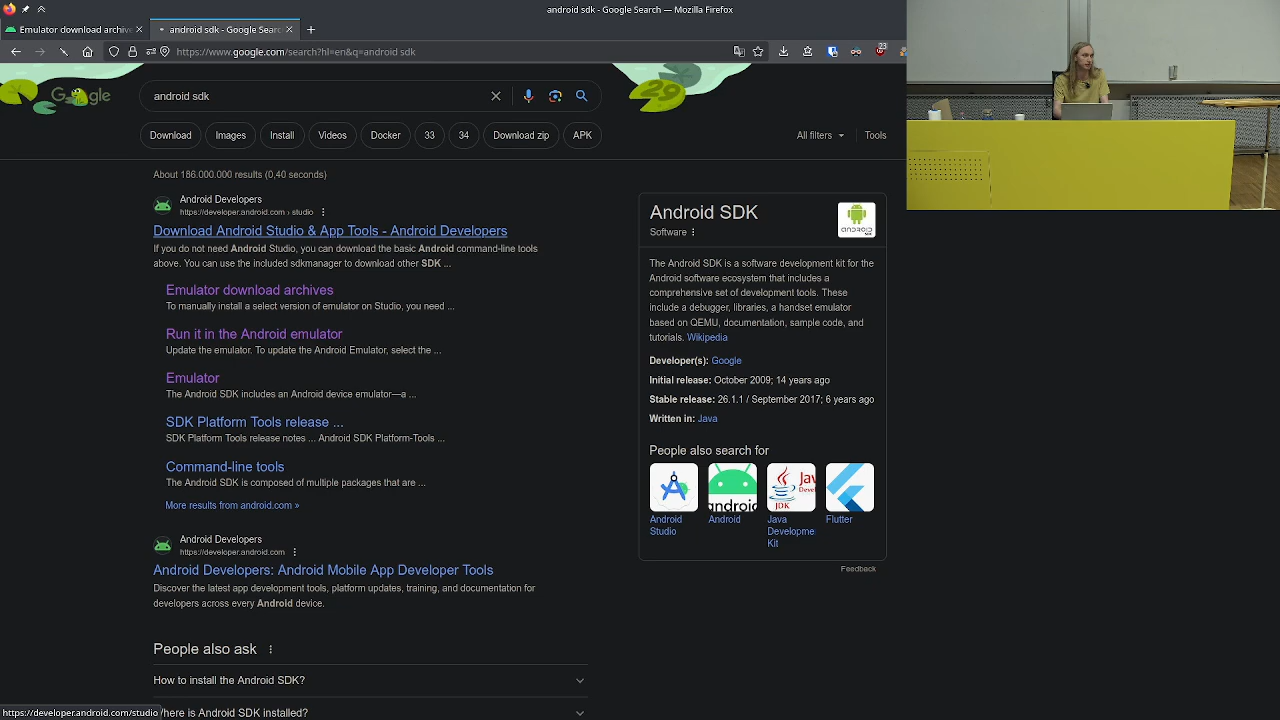 android sdk - Google Search — Mozilla Firefox
Emulator download archive
android sdk - Google Searc
https://www.google.com/search?hl=en&q=android sdk
23
Google
android sdk
29
Download
Images
Install
Videos
Docker
33
34
Download zip
APK
All filters
Tools
About 186.000.000 results (0,40 seconds)
Android Developers
https://developer.android.com › studio
Download Android Studio & App Tools - Android Developers
If you do not need Android Studio, you can download the basic Android command-line tools
above. You can use the included sdkmanager to download other SDK ...
Emulator download archives
To manually install a select version of emulator on Studio, you need ...
Run it in the Android emulator
Update the emulator. To update the Android Emulator, select the ...
Emulator
The Android SDK includes an Android device emulator—a ...
SDK Platform Tools release ...
SDK Platform Tools release notes ... Android SDK Platform-Tools ...
Command-line tools
The Android SDK is composed of multiple packages that are ...
More results from android.com »
Android Developers
https://developer.android.com
Android Developers: Android Mobile App Developer Tools
Discover the latest app development tools, platform updates, training, and documentation for
developers across every Android device.
People also ask
How to install the Android SDK?
here is Android SDK installed?
https://developer.android.com/studio
Android SDK
Software
android
SDK
The Android SDK is a software development kit for the
Android software ecosystem that includes a
comprehensive set of development tools. These
include a debugger, libraries, a handset emulator
based on QEMU, documentation, sample code, and
tutorials. Wikipedia
Developer(s): Google
Initial release: October 2009; 14 years ago
Stable release: 26.1.1 / September 2017; 6 years ago
Written in: Java
People also search for
android
Jav
Devel
JDK
Android
Studio
Android
Java
Developme
Kit
Flutter
Feedback